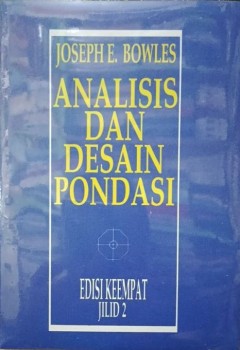 JOSEPH E. BOWLES
ANALISIS
DAN
DESAIN
PONDASI
EDISI KEEMPAT
JILID 2